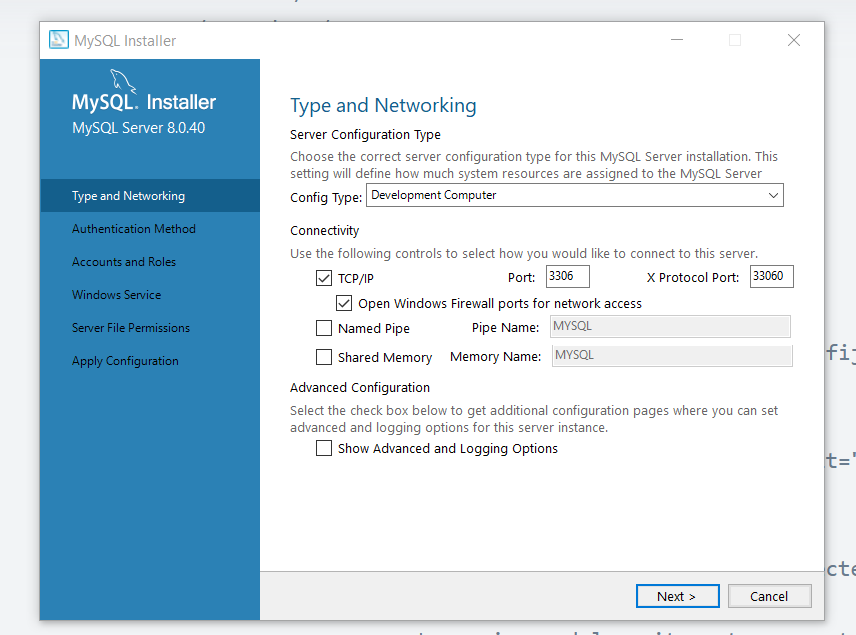 MySQL Installer
MySQL. Installer
MySQL Server 8.0.40
Type and Networking
Authentication Method
Accounts and Roles
Windows Service
Server File Permissions
Apply Configuration
Type and Networking
Server Configuration Type
Choose the correct server configuration type for this MySQL Server installation. This
setting will define how much system resources are assigned to the MySQL Server
Config Type: Development Computer
Connectivity
Use the following controls to select how you would like to connect to this server.
TCP/IP Port: 3306 X Protocol Port: 33060
Open Windows Firewall ports for network access
Named Pipe Pipe Name: MYSQL
Shared Memory Memory Name: MYSQL
Advanced Configuration
Select the check box below to get additional configuration pages where you can set
advanced and logging options for this server instance.
Show Advanced and Logging Options
Next > Cancel